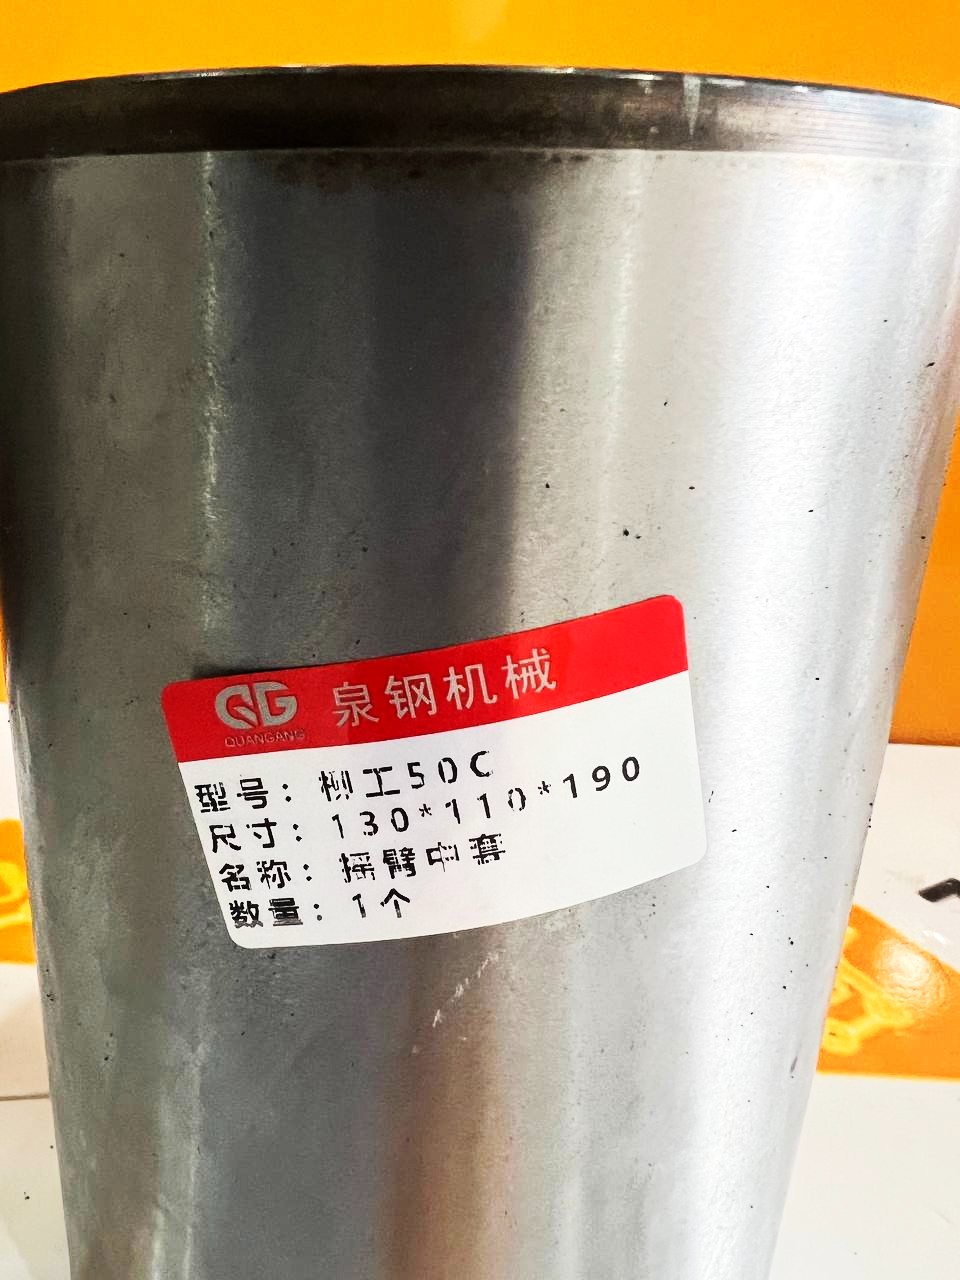 QG 泉钢机械
QUANGANG
型号：柳工50C
尺寸：130*110*190
名称：摇臂中套
数量：1个